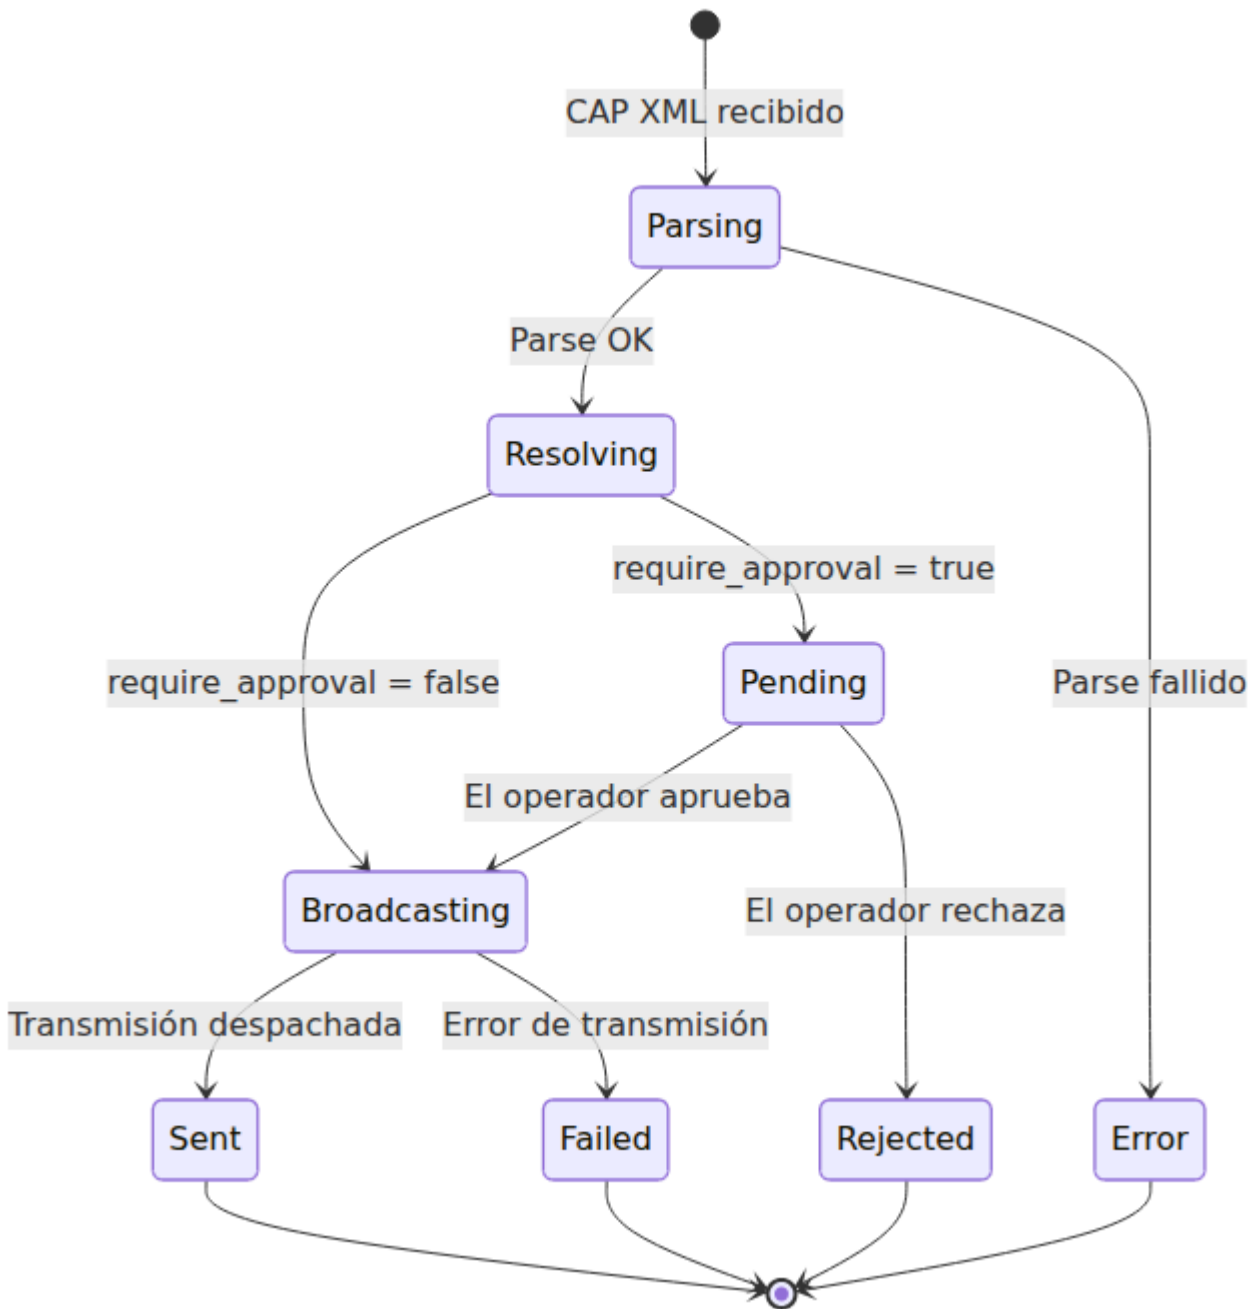 CAP XML recibido
Parsing
Parse OK
Resolving
require_approval = true
require_approval = false
Pending
Parse fallido
El operador aprueba
Broadcasting
El operador rechaza
Transmisión despachada
Error de transmisión
Sent
Failed
Rejected
Error